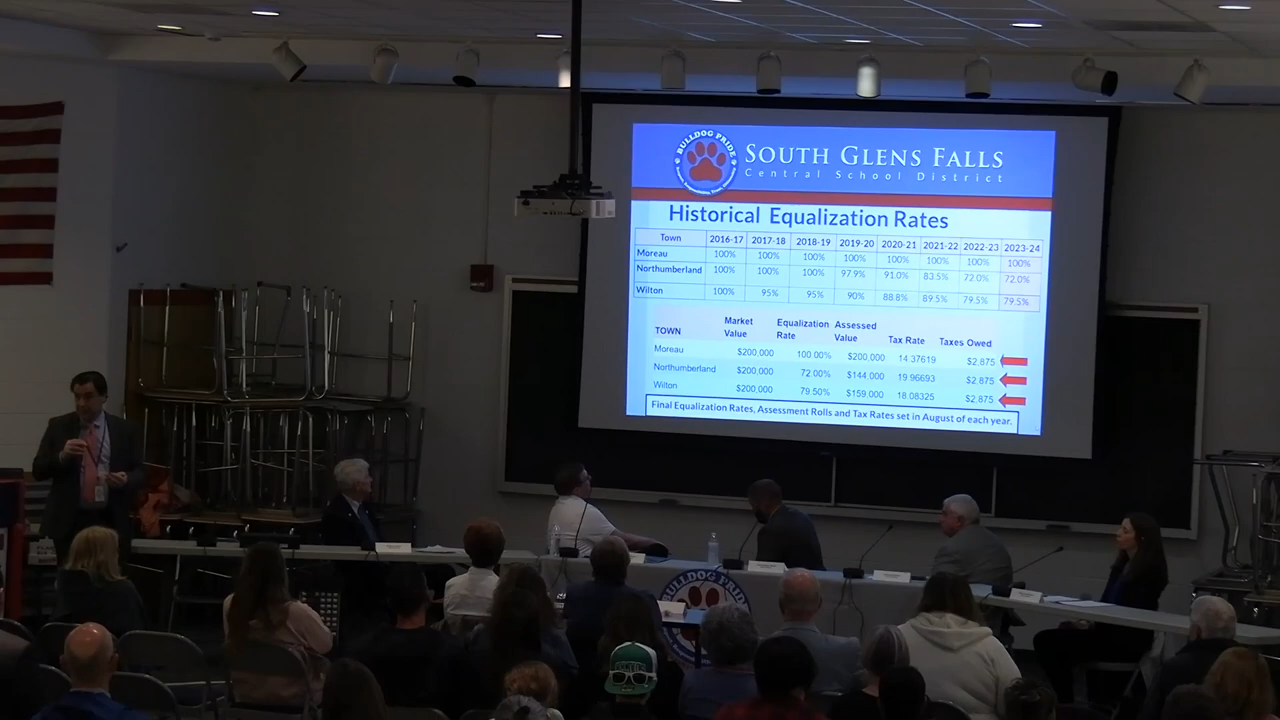 BULLDOG PRIDE
SOUTH GLENS FALLS
Central School District
Historical Equalization Rates
Town 2016-17 2017-18 2018-19 2019-20 2020-21 2021-22 2022-23 2023-24
Moreau 100% 100% 100% 100% 100% 100% 100% 100%
Northumberland 100% 100% 100% 97.9% 91.0% 83.5% 72.0% 72.0%
Wilton 100% 95% 95% 90% 88.8% 89.5% 79.5% 79.5%
TOWN Market Value Equalization Rate Assessed Value Tax Rate Taxes Owed
Moreau $200,000 100.00% $200,000 14.37619 $2,875
Northumberland $200,000 72.00% $144,000 19.96693 $2,875
Wilton $200,000 79.50% $159,000 18.08325 $2,875
Final Equalization Rates, Assessment Rolls and Tax Rates set in August of each year.
BULLDOG PRIDE